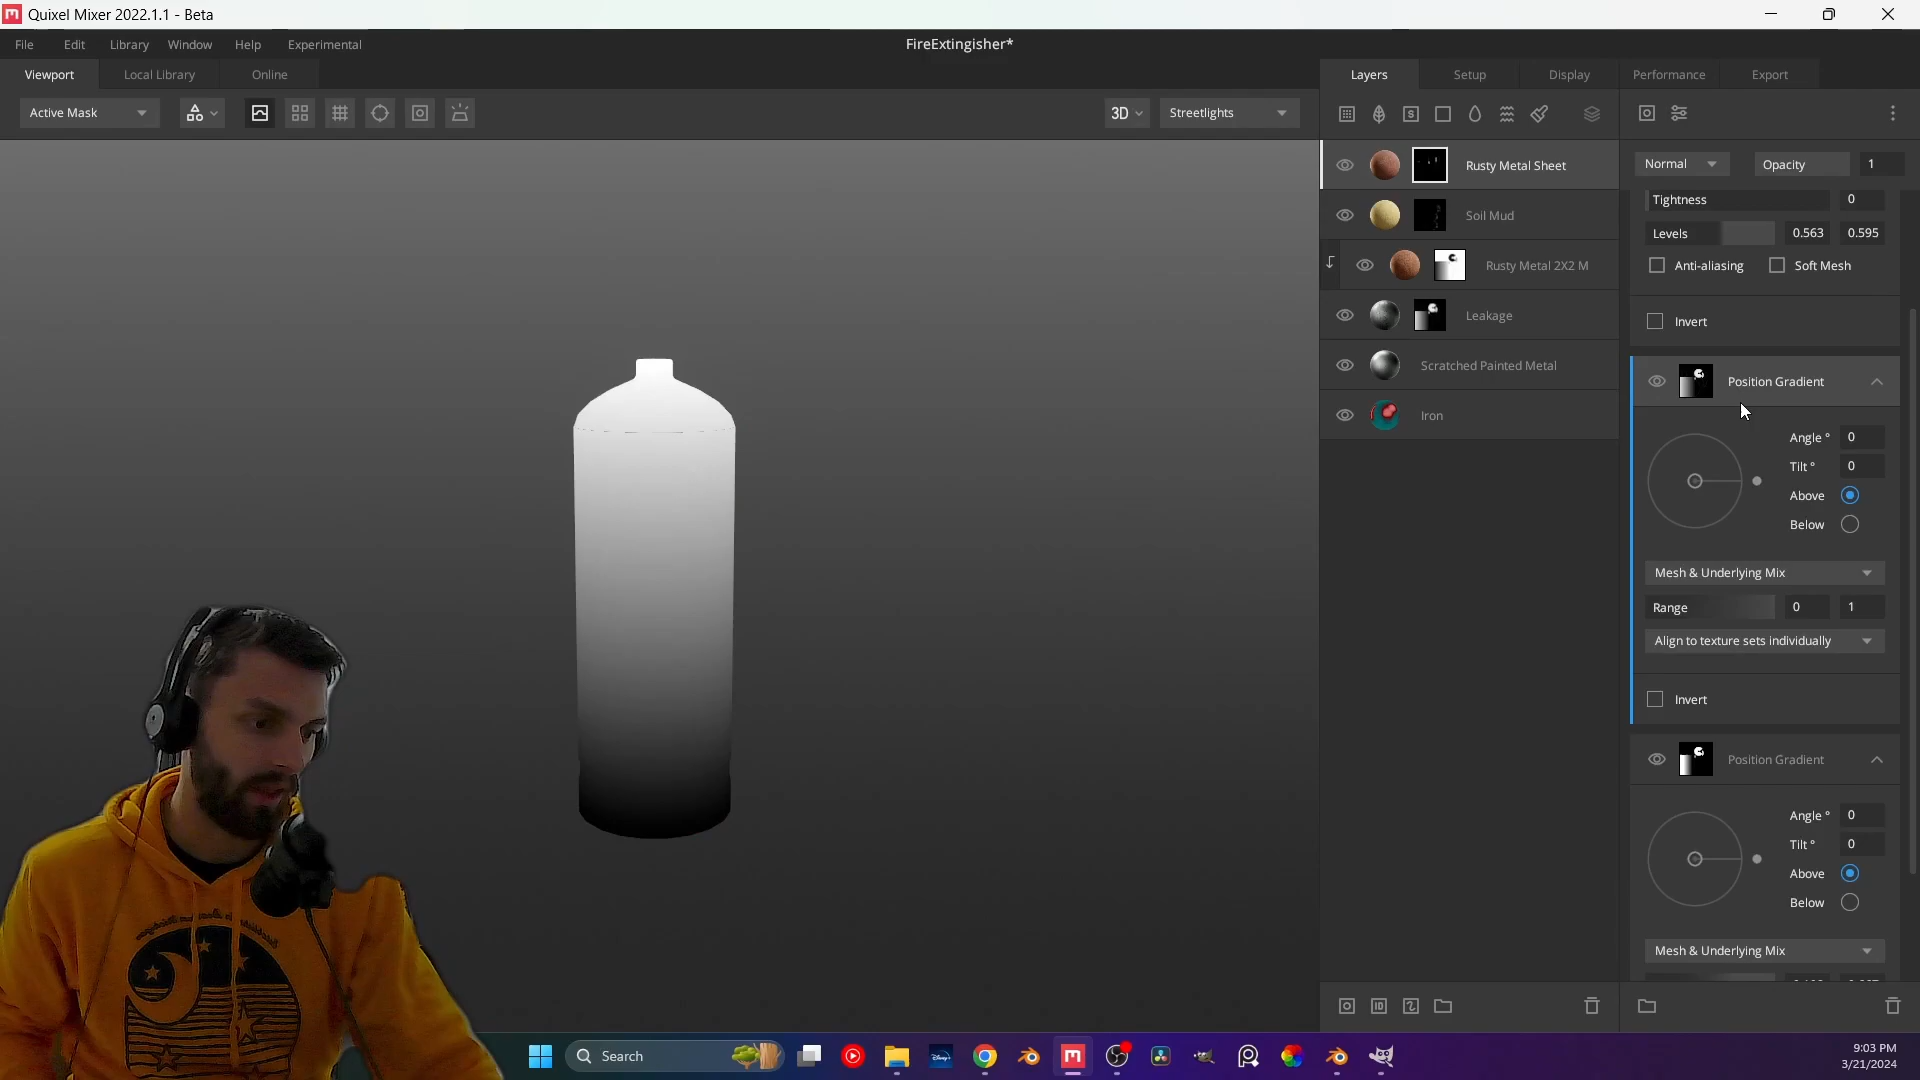 Quixel Mixer 2022.1.1 - Beta
File Edit Library Window Help Experimental
FireExtingisher*
Viewport Local Library Online
Layers Setup Display Performance Export
Active Mask
3D Streetlights
Rusty Metal Sheet
Soil Mud
Rusty Metal 2X2 M
Leakage
Scratched Painted Metal
Iron
Normal Opacity 1
Tightness 0
Levels 0.563 0.595
Anti-aliasing Soft Mesh
Invert
Position Gradient
Angle ° 0
Tilt ° 0
Above
Below
Mesh & Underlying Mix
Range 0 1
Align to texture sets individually
Invert
Position Gradient
Angle ° 0
Tilt ° 0
Above
Below
Mesh & Underlying Mix
Search
9:03 PM
3/21/2024